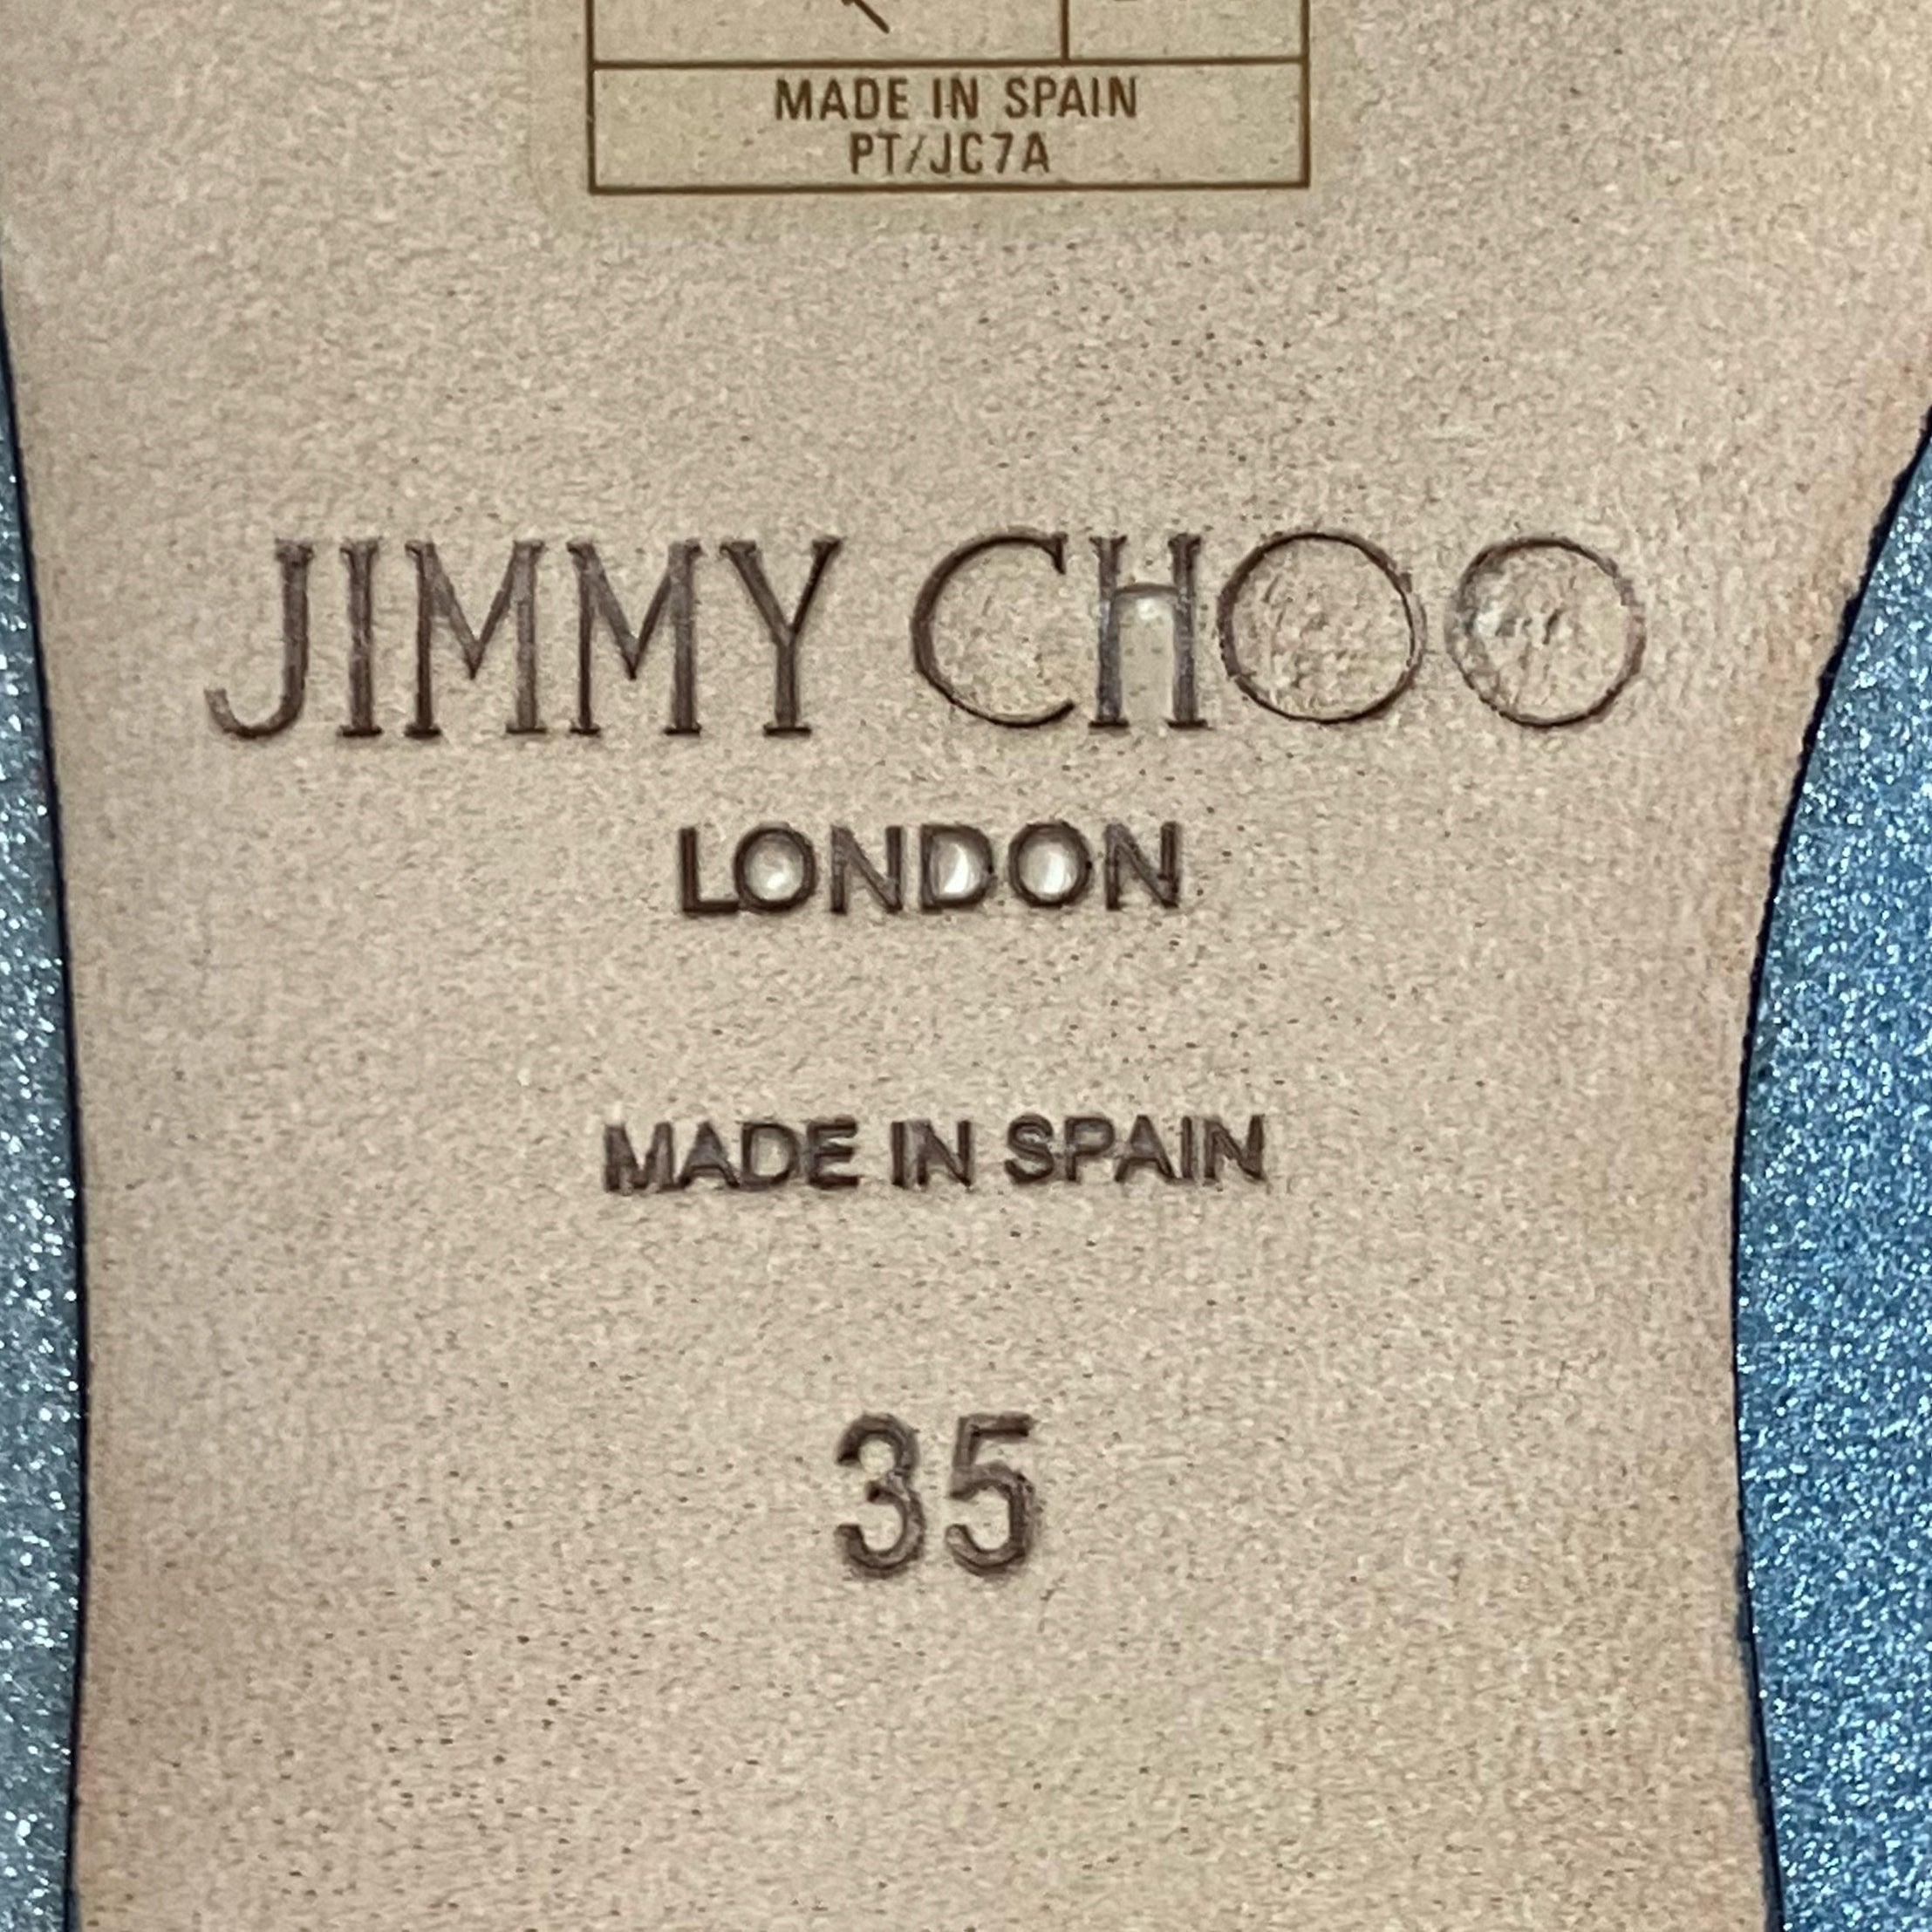 MADE IN SPAIN
PT/JC7A
JIMMY CHOO
LONDON
MADE IN SPAIN
35